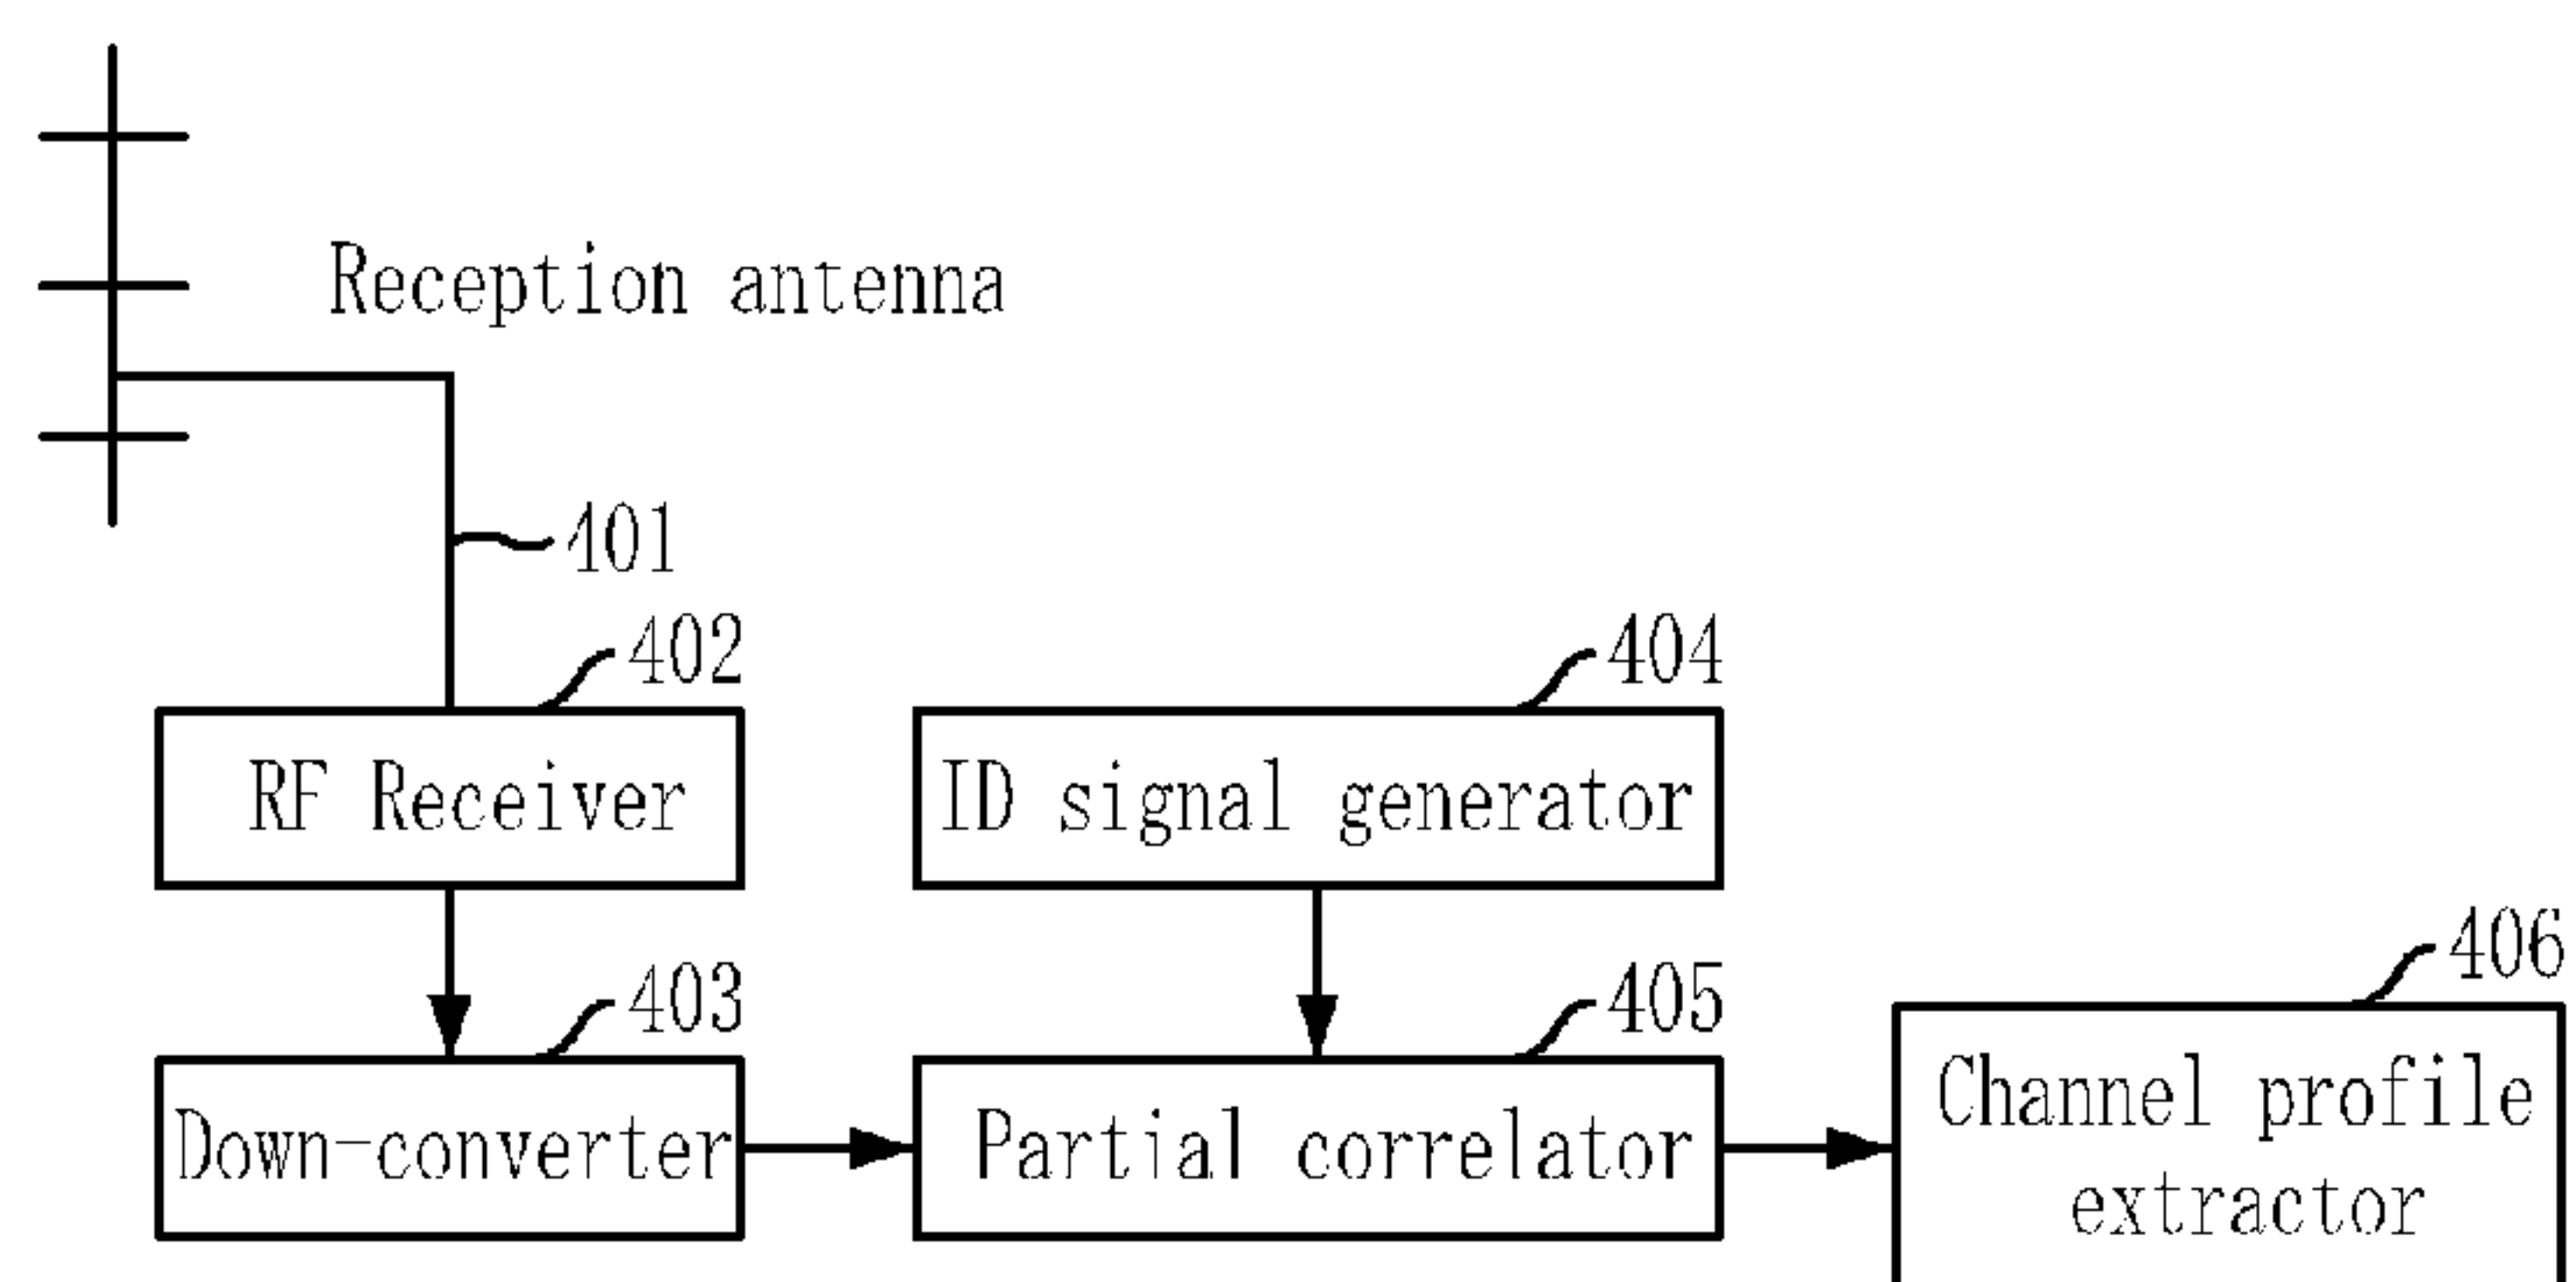 Reception antenna
401
402
404
RF Receiver
ID signal generator
403
405
406
Down-converter
Partial correlator
Channel profile
extractor